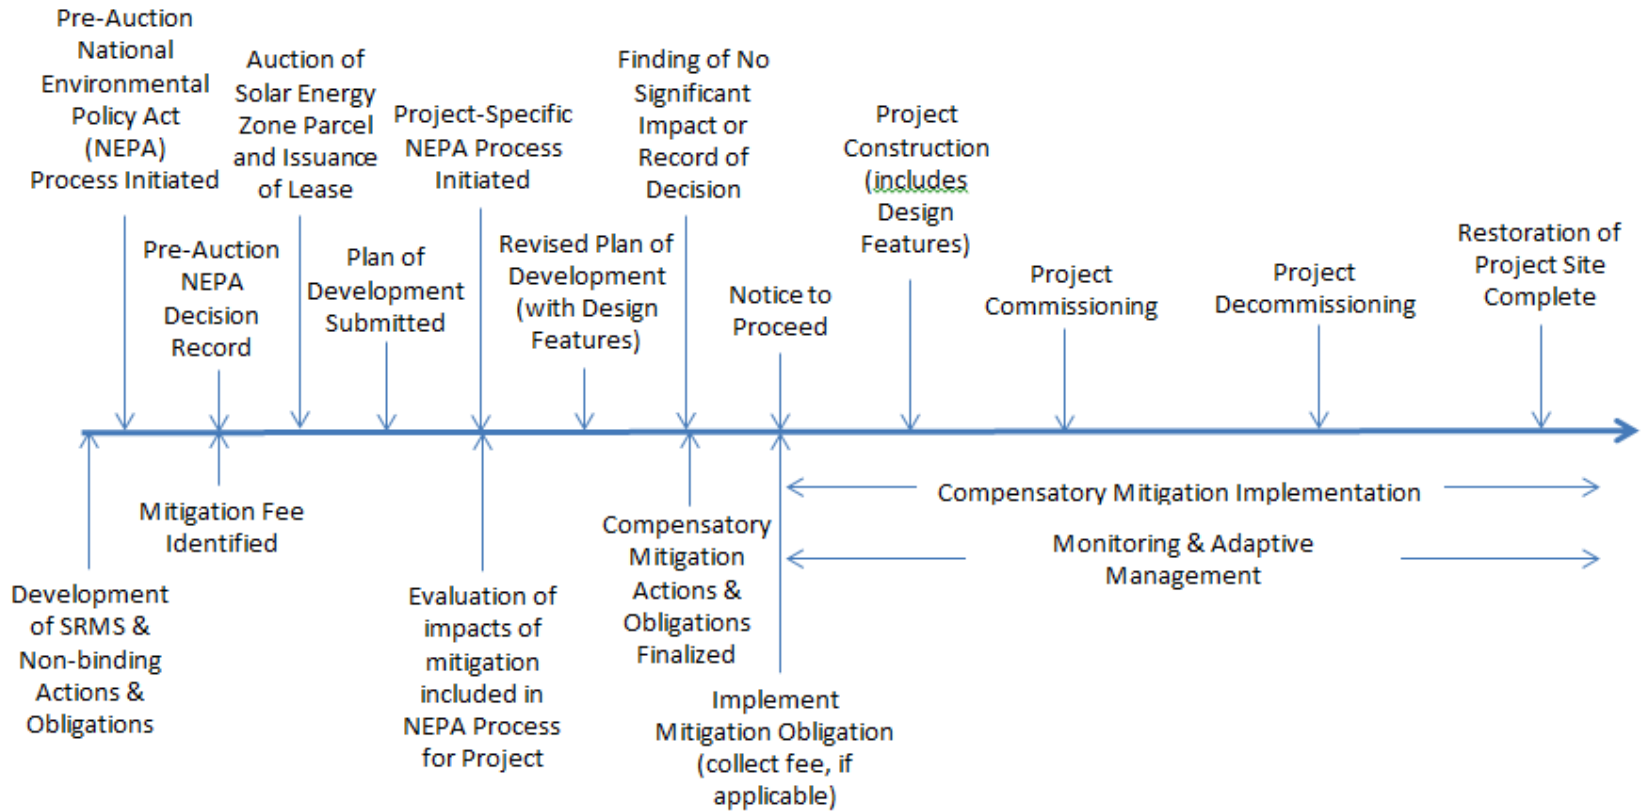 Pre-Auction
National
Environmental
Policy Act
(NEPA)
Process Initiated
Pre-Auction
NEPA
Decision
Record
Auction of
Solar Energy
Zone Parcel
and Issuance
of Lease
Plan of
Development
Submitted
Project-Specific
NEPA Process
Initiated
Revised Plan of
Development
(with Design
Features)
Finding of No
Significant
Impact or
Record of
Decision
Notice to
Proceed
Project
Construction
(includes
Design
Features)
Project
Commissioning
Project
Decommissioning
Restoration of
Project Site
Complete
Development
of SRMS &
Non-binding
Actions &
Obligations
Mitigation Fee
Identified
Evaluation of
impacts of
mitigation
included in
NEPA Process
for Project
Compensatory
Mitigation
Actions &
Obligations
Finalized
Implement
Mitigation Obligation
(collect fee, if
applicable)
Compensatory Mitigation Implementation
Monitoring & Adaptive
Management